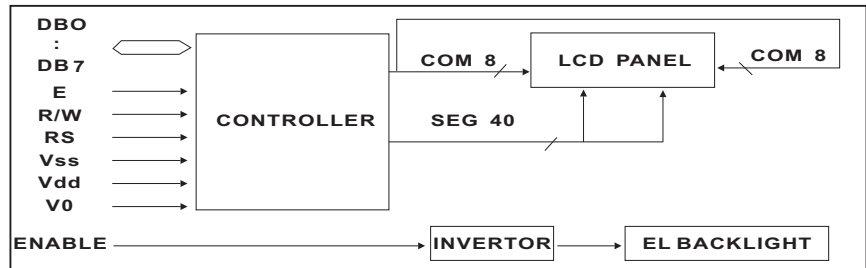 DBO
:
DB7
E
R/W
RS
Vss
Vdd
V0
ENABLE
CONTROLLER
COM 8
LCD PANEL
COM 8
SEG 40
INVERTOR
EL BACKLIGHT